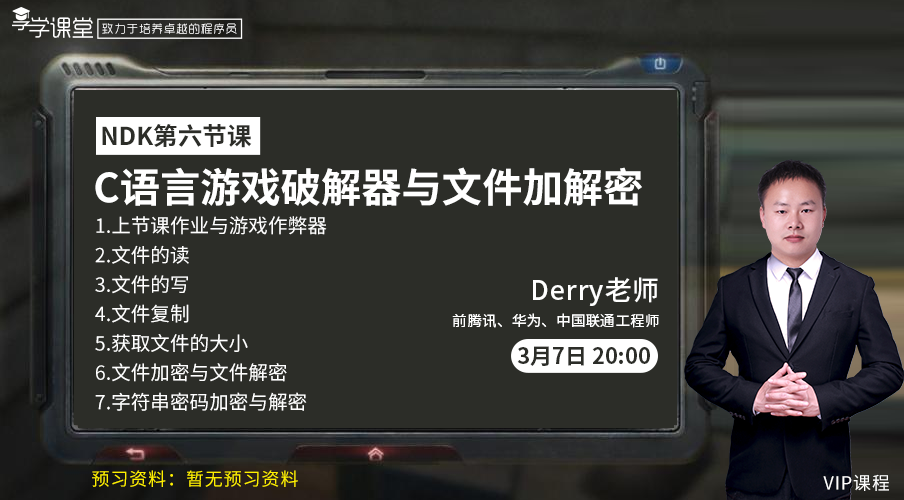 享学课堂
致力于培养卓越的程序员
NDK第六节课
C语言游戏破解器与文件加解密
1.上节课作业与游戏作弊器
2.文件的读
3.文件的写
4.文件复制
5.获取文件的大小
6.文件加密与文件解密
7.字符串密码加密与解密
Derry老师
前腾讯、华为、中国联通工程师
3月7日 20:00
预习资料：暂无预习资料
VIP课程